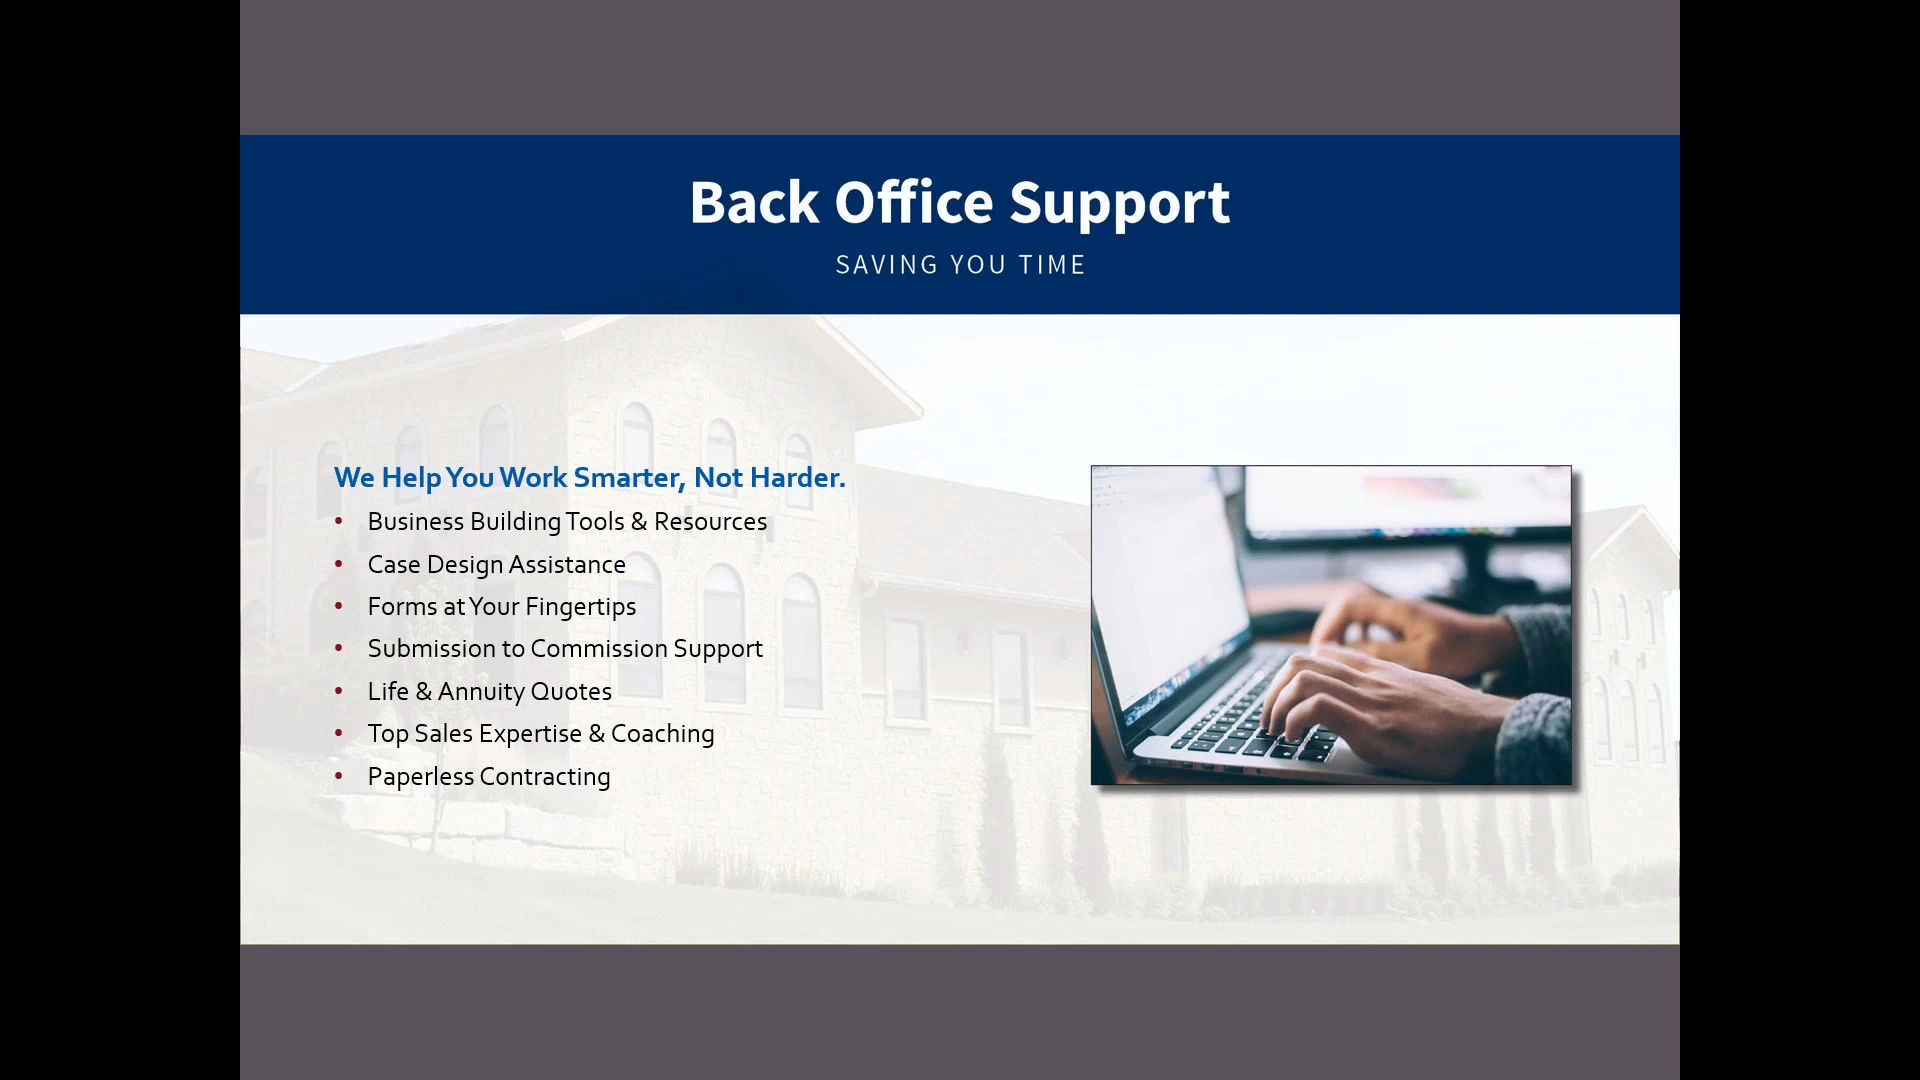 Back Office Support
SAVING YOU TIME
We Help You Work Smarter, Not Harder.
• Business Building Tools & Resources
• Case Design Assistance
• Forms at Your Fingertips
• Submission to Commission Support
• Life & Annuity Quotes
• Top Sales Expertise & Coaching
• Paperless Contracting